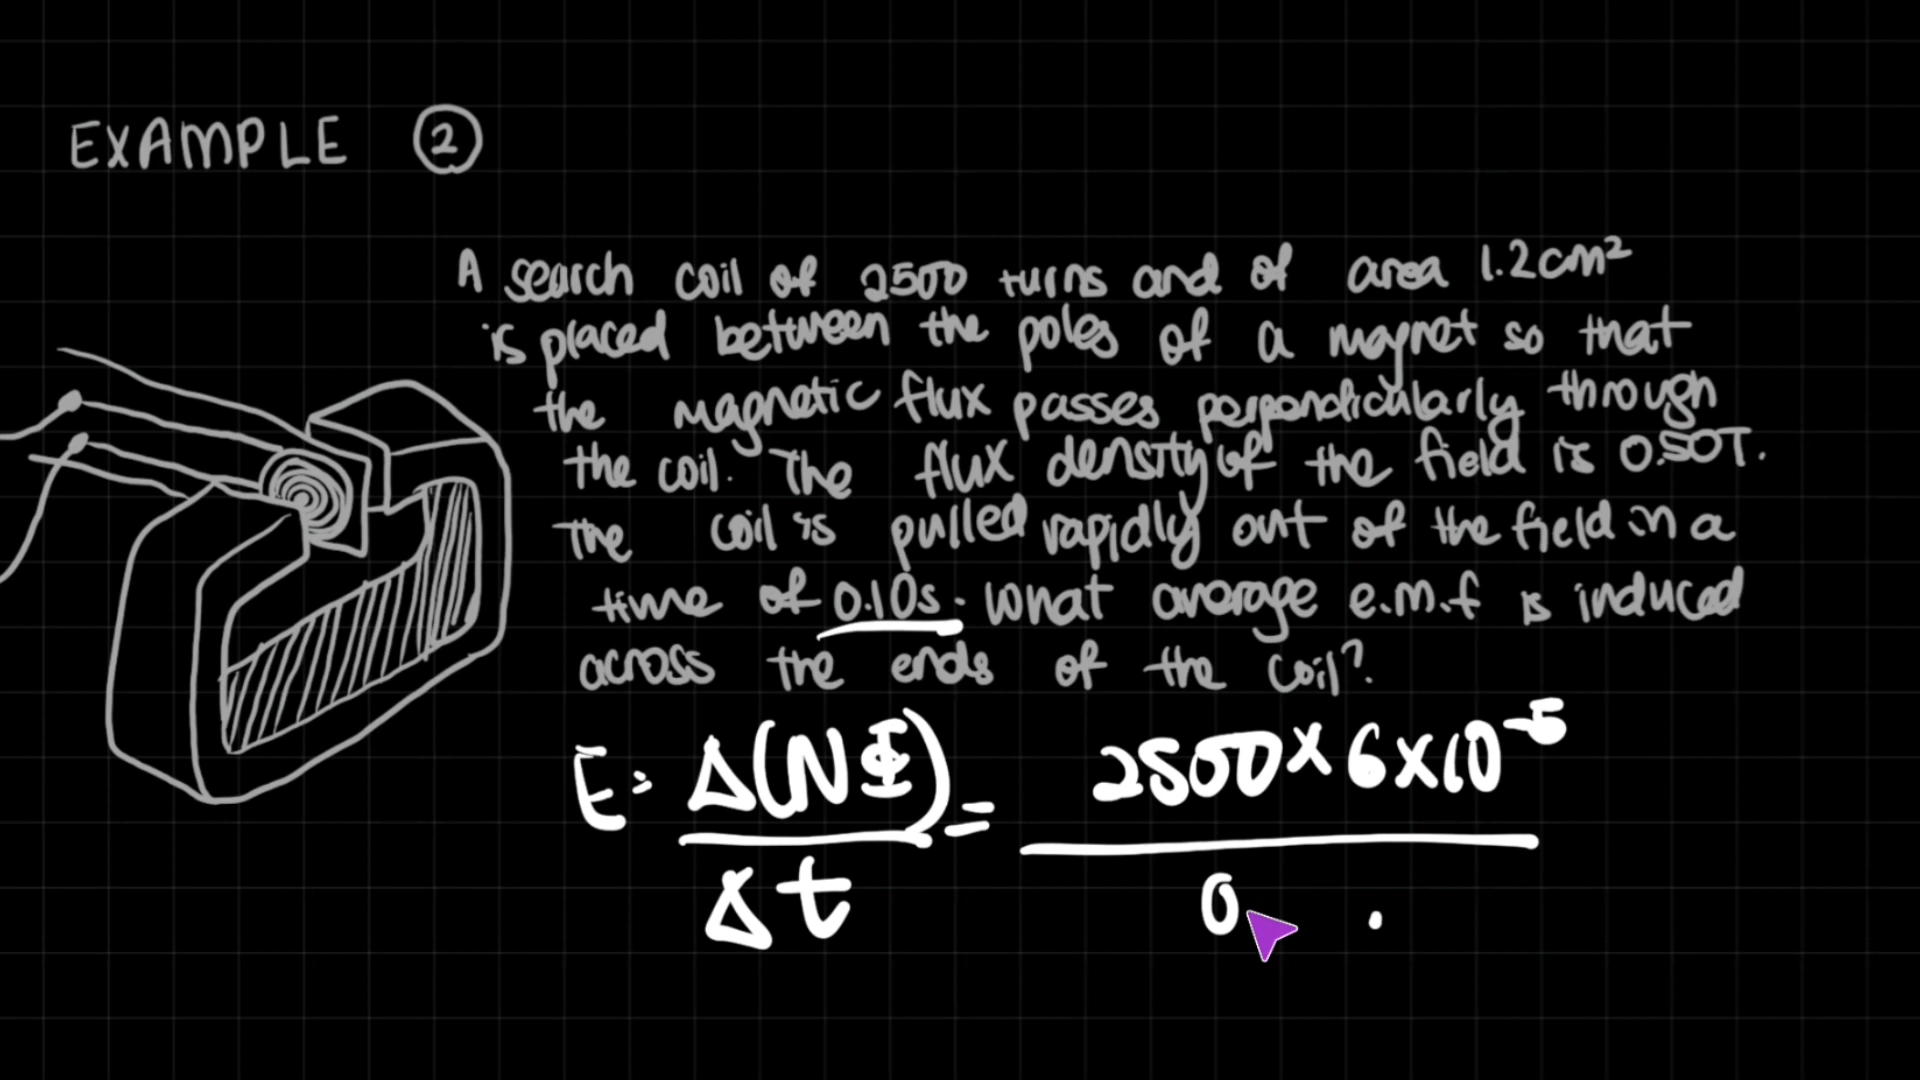 EXAMPLE ②
A search coil of 2500 turns and of area 1.2cm²
is placed between the poles of a magnet so that
the magnetic flux passes perpendicularly through
the coil. The flux density of the field is 0.50T.
The coil is pulled rapidly out of the field in a
time of 0.10s. What average e.m.f is induced
across the ends of the coil?
E = Δ(NΦ) / Δt = 2500 × 6 × 10⁻⁵ / 0 .